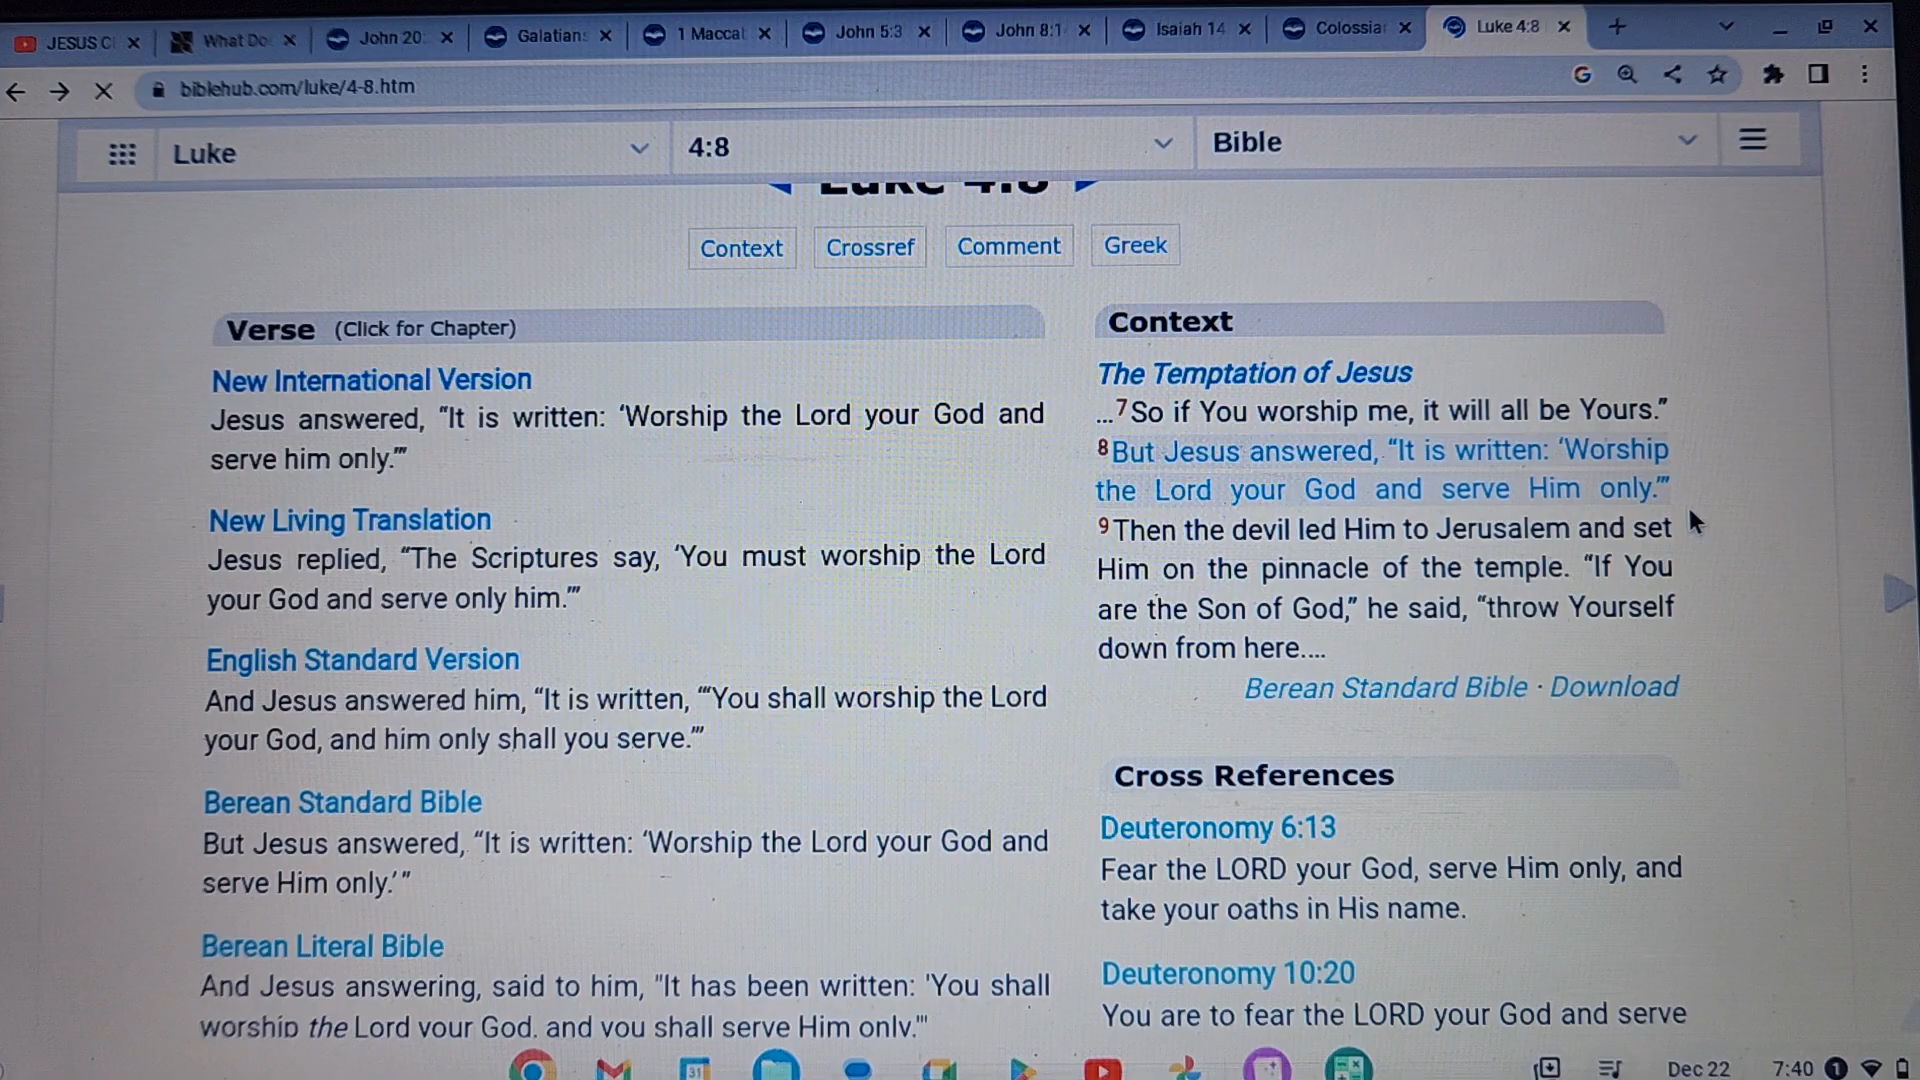 JESUS C
What Do
John 20:
Galatians
1 Maccab
John 5:3
John 8:1
Isaiah 14
Colossian
Luke 4:8
biblehub.com/luke/4-8.htm
Luke
4:8
Bible
Luke 4:8
Context
Crossref
Comment
Greek
Verse (Click for Chapter)
New International Version
Jesus answered, “It is written: ‘Worship the Lord your God and
serve him only.’”
New Living Translation
Jesus replied, “The Scriptures say, ‘You must worship the Lord
your God and serve only him.’”
English Standard Version
And Jesus answered him, “It is written, “‘You shall worship the Lord
your God, and him only shall you serve.’”
Berean Standard Bible
But Jesus answered, “It is written: ‘Worship the Lord your God and
serve Him only.’”
Berean Literal Bible
And Jesus answering, said to him, "It has been written: 'You shall
worship the Lord your God, and you shall serve Him only.'"
Context
The Temptation of Jesus
...7So if You worship me, it will all be Yours.”
8But Jesus answered, “It is written: ‘Worship
the Lord your God and serve Him only.’”
9Then the devil led Him to Jerusalem and set
Him on the pinnacle of the temple. “If You
are the Son of God,” he said, “throw Yourself
down from here....
Berean Standard Bible · Download
Cross References
Deuteronomy 6:13
Fear the LORD your God, serve Him only, and
take your oaths in His name.
Deuteronomy 10:20
You are to fear the LORD your God and serve
31
Dec 22
7:40
1